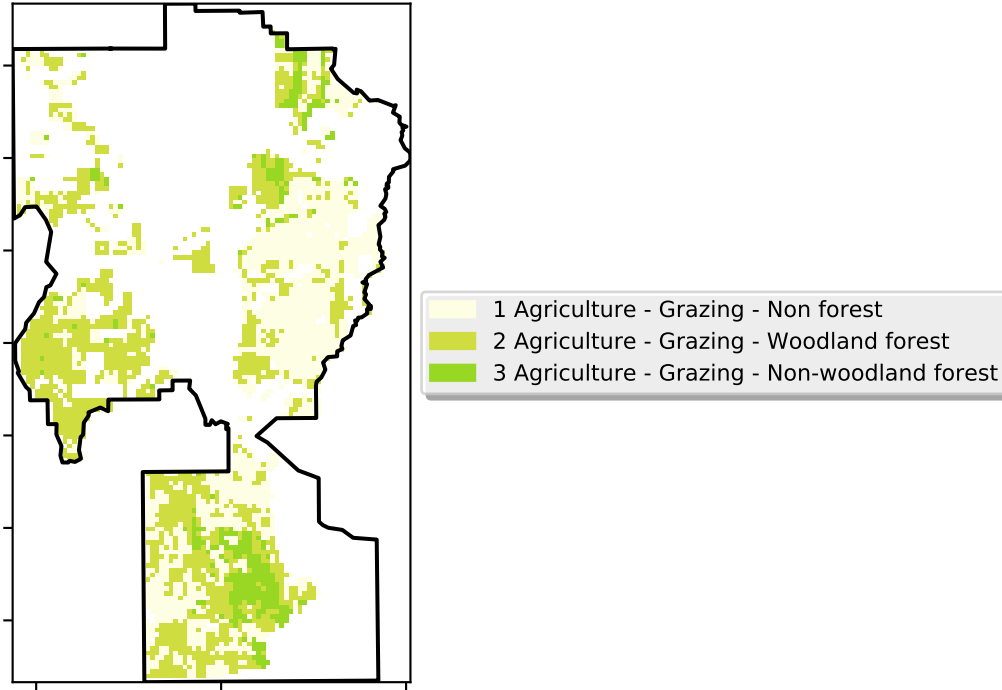 1 Agriculture - Grazing - Non forest
2 Agriculture - Grazing - Woodland forest
3 Agriculture - Grazing - Non-woodland forest